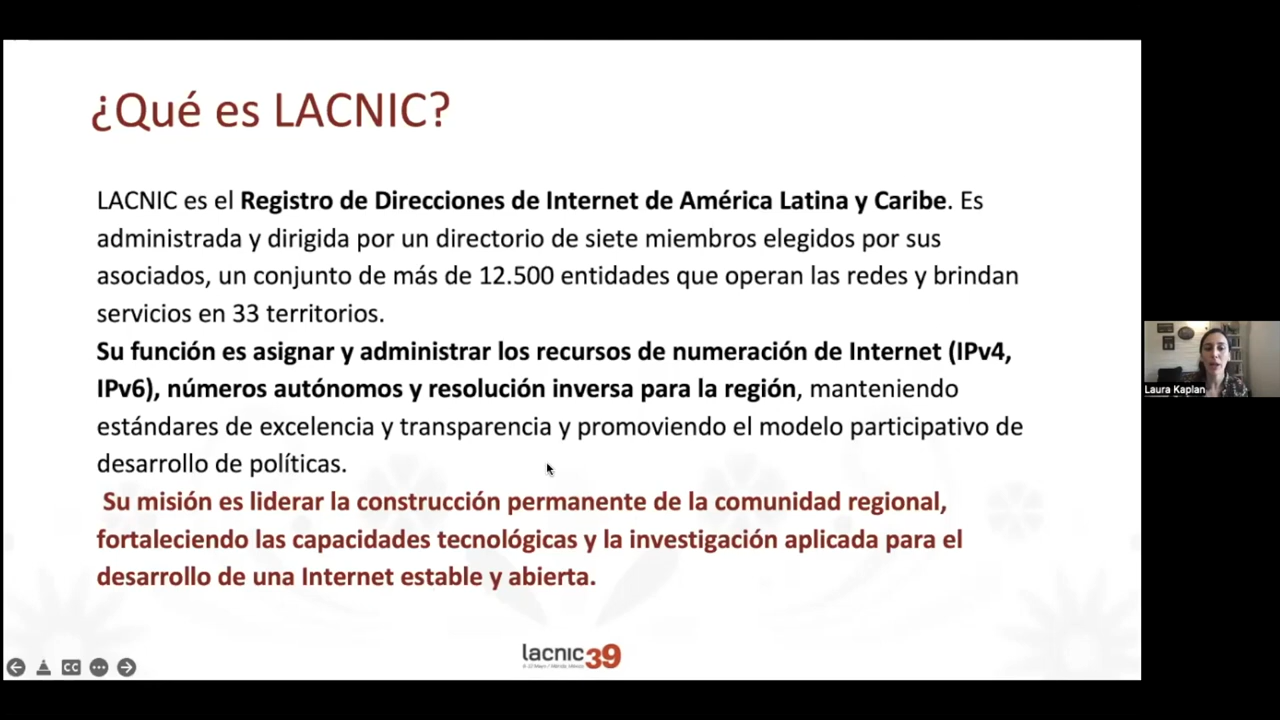 ¿Qué es LACNIC?
LACNIC es el Registro de Direcciones de Internet de América Latina y Caribe. Es
administrada y dirigida por un directorio de siete miembros elegidos por sus
asociados, un conjunto de más de 12.500 entidades que operan las redes y brindan
servicios en 33 territorios.
Su función es asignar y administrar los recursos de numeración de Internet (IPv4,
IPv6), números autónomos y resolución inversa para la región, manteniendo
estándares de excelencia y transparencia y promoviendo el modelo participativo de
desarrollo de políticas.
Su misión es liderar la construcción permanente de la comunidad regional,
fortaleciendo las capacidades tecnológicas y la investigación aplicada para el
desarrollo de una Internet estable y abierta.
Laura Kaplan
lacnic39
CC